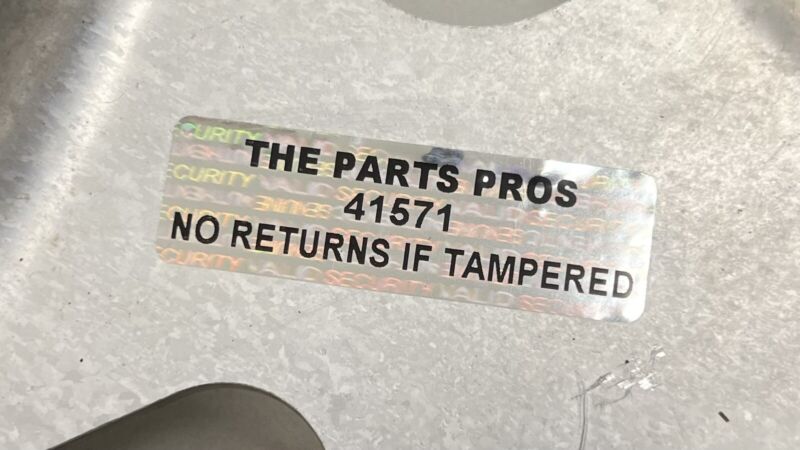 THE PARTS PROS
41571
NO RETURNS IF TAMPERED